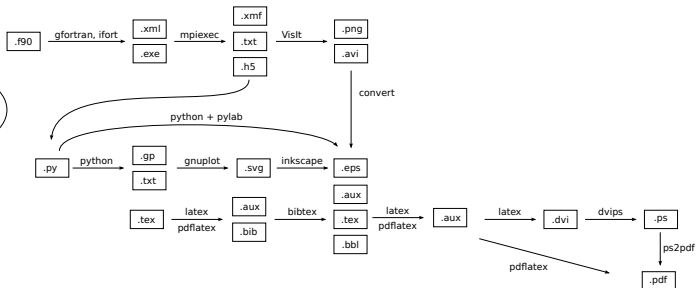 .xmf
.f90 gfortran, ifort .xml mpiexec .txt VisIt .png
.exe .avi
.h5
convert
python + pylab
.py python .gp gnuplot .svg inkscape .eps
.txt
.aux
.tex latex .aux bibtex .tex latex .aux latex .dvi dvips .ps
pdflatex .bib pdflatex
.bbl
ps2pdf
pdflatex
.pdf